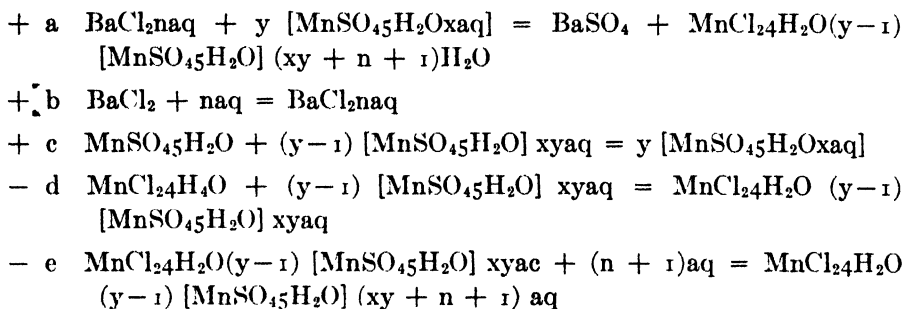 + a BaCl₂naq + y [MnSO₄5H₂Oxaq] = BaSO₄ + MnCl₂4H₂O(y−1)
[MnSO₄5H₂O] (xy + n + 1)H₂O
+ b BaCl₂ + naq = BaCl₂naq
+ c MnSO₄5H₂O + (y−1) [MnSO₄5H₂O] xyaq = y [MnSO₄5H₂Oxaq]
− d MnCl₂4H₄O + (y−1) [MnSO₄5H₂O] xyaq = MnCl₂4H₂O (y−1)
[MnSO₄5H₂O] xyaq
− e MnCl₂4H₂O(y−1) [MnSO₄5H₂O] xyac + (n + 1)aq = MnCl₂4H₂O
(y−1) [MnSO₄5H₂O] (xy + n + 1) aq